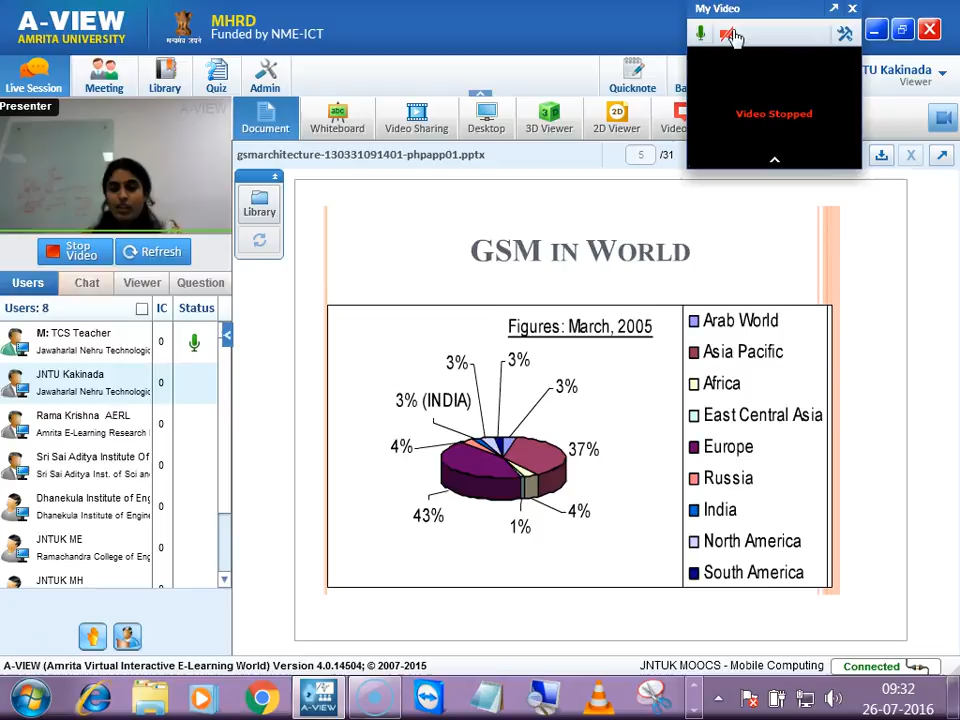 A-VIEW
AMRITA UNIVERSITY
MHRD
Funded by NME-ICT
My Video
Live Session
Meeting
Library
Quiz
Admin
Quicknote
Ba
TU Kakinada
Viewer
Presenter
A-VIEW
Document
Whiteboard
Video Sharing
Desktop
3D Viewer
2D Viewer
Video
Video Stopped
gsmarchitecture-130331091401-phpapp01.pptx
5 /31
X
Library
Stop Video
Refresh
Users
Chat
Viewer
Question
Users: 8
IC
Status
M: TCS Teacher
Jawaharlal Nehru Technologic
0
JNTU Kakinada
Jawaharlal Nehru Technologic
0
Rama Krishna AERL
Amrita E-Learning Research
0
Sri Sai Aditya Institute Of
Sri Sai Aditya Inst. of Sci an
0
Dhanekula Institute of Eng
Dhanekula Institute of Engine
0
JNTUK ME
Ramachandra College of En
0
JNTUK MH
GSM IN WORLD
Figures: March, 2005
3%
3%
3%
3% (INDIA)
4%
37%
43%
1%
4%
Arab World
Asia Pacific
Africa
East Central Asia
Europe
Russia
India
North America
South America
A-VIEW (Amrita Virtual Interactive E-Learning World) Version 4.0.14504; © 2007-2015
JNTUK MOOCS - Mobile Computing
Connected
A-VIEW
09:32
26-07-2016